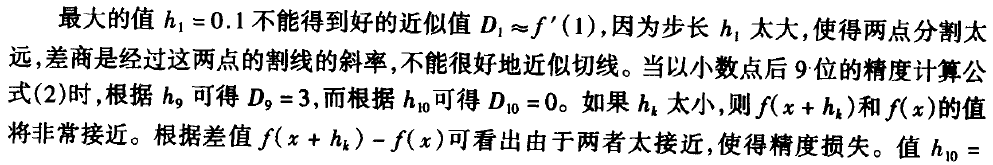 最大的值 h₁ = 0.1 不能得到好的近似值 D₁ ≈ f′(1),因为步长 h₁ 太大,使得两点分割太
远,差商是经过这两点的割线的斜率,不能很好地近似切线。当以小数点后 9 位的精度计算公
式(2)时,根据 h₉ 可得 D₉ = 3,而根据 h₁₀ 可得 D₁₀ = 0。如果 hₖ 太小,则 f(x + hₖ)和 f(x)的值
将非常接近。根据差值 f(x + hₖ) − f(x)可看出由于两者太接近,使得精度损失。值 h₁₀ =